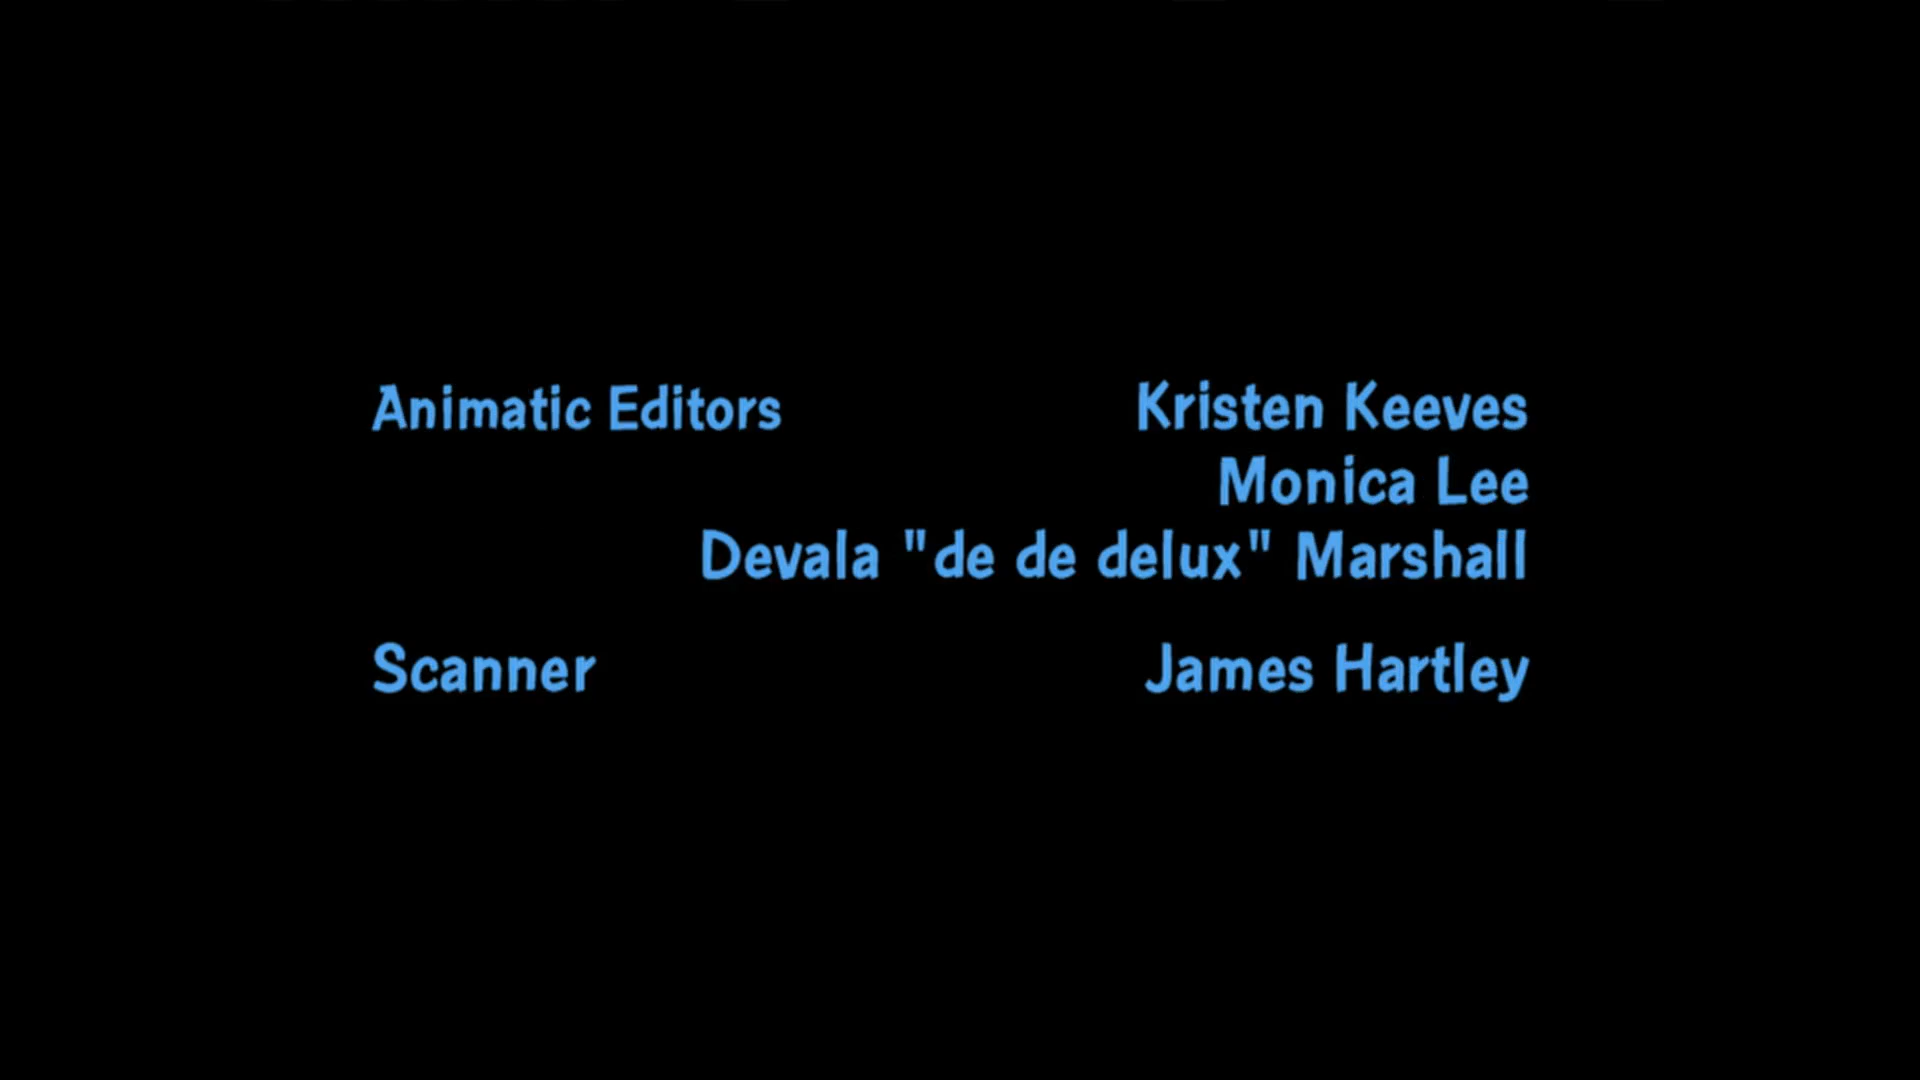 Animatic Editors Kristen Keeves
Monica Lee
Devala "de de delux" Marshall
Scanner James Hartley